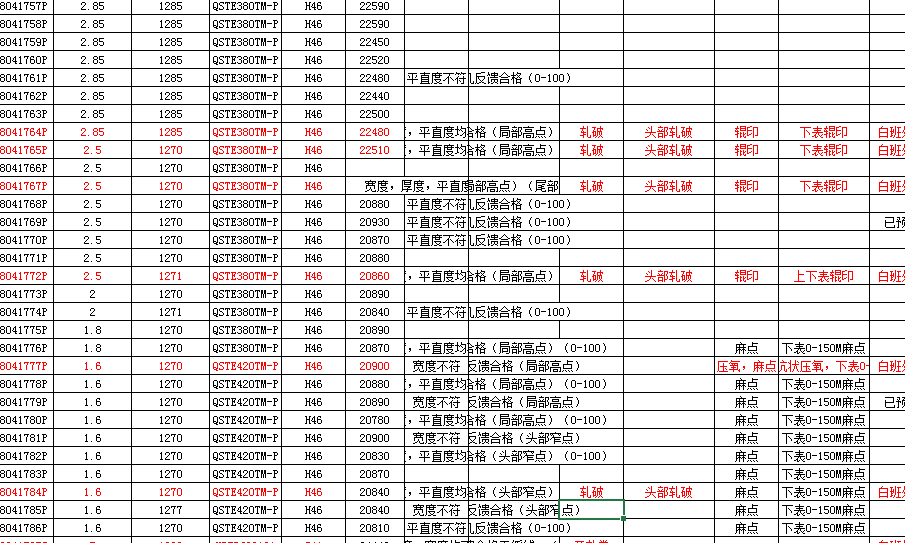 8041757P 2.85 1285 QSTE380TM-P H46 22590
8041758P 2.85 1285 QSTE380TM-P H46 22590
8041759P 2.85 1285 QSTE380TM-P H46 22450
8041760P 2.85 1285 QSTE380TM-P H46 22520
8041761P 2.85 1285 QSTE380TM-P H46 22480 平直度不符 反馈合格（0-100）
8041762P 2.85 1285 QSTE380TM-P H46 22440
8041763P 2.85 1285 QSTE380TM-P H46 22500
8041764P 2.85 1285 QSTE380TM-P H46 22480 ，平直度均 合格（局部高点） 轧破 头部轧破 辊印 下表辊印 白班
8041765P 2.5 1270 QSTE380TM-P H46 22510 ，平直度均 合格（局部高点） 轧破 头部轧破 辊印 下表辊印 白班
8041766P 2.5 1270 QSTE380TM-P H46
8041767P 2.5 1270 QSTE380TM-P H46 宽度，厚度，平直度 局部高点）（尾部 轧破 头部轧破 辊印 下表辊印 白班
8041768P 2.5 1270 QSTE380TM-P H46 20880 平直度不符 反馈合格（0-100）
8041769P 2.5 1270 QSTE380TM-P H46 20930 平直度不符 反馈合格（0-100） 已预
8041770P 2.5 1270 QSTE380TM-P H46 20870 平直度不符 反馈合格（0-100）
8041771P 2.5 1270 QSTE380TM-P H46 20880
8041772P 2.5 1271 QSTE380TM-P H46 20860 ，平直度均 合格（局部高点） 轧破 头部轧破 辊印 上下表辊印 白班
8041773P 2 1270 QSTE380TM-P H46 20890
8041774P 2 1271 QSTE380TM-P H46 20840 平直度不符 反馈合格（0-100）
8041775P 1.8 1270 QSTE380TM-P H46 20890
8041776P 1.8 1270 QSTE380TM-P H46 20870 ，平直度均 合格（局部高点）（0-100） 麻点 下表0-150M麻点
8041777P 1.6 1270 QSTE420TM-P H46 20900 宽度不符 反馈合格（局部高点） 压氧，麻点 坑状压氧，下表0- 白班
8041778P 1.6 1270 QSTE420TM-P H46 20880 ，平直度均 合格（局部高点）（0-100） 麻点 下表0-150M麻点
8041779P 1.6 1270 QSTE420TM-P H46 20890 宽度不符 反馈合格（局部高点） 麻点 下表0-150M麻点 已预
8041780P 1.6 1270 QSTE420TM-P H46 20780 ，平直度均 合格（局部高点）（0-100） 麻点 下表0-150M麻点
8041781P 1.6 1270 QSTE420TM-P H46 20900 宽度不符 反馈合格（头部窄点） 麻点 下表0-150M麻点
8041782P 1.6 1270 QSTE420TM-P H46 20830 ，平直度均 合格（头部窄点）（0-100） 麻点 下表0-150M麻点
8041783P 1.6 1270 QSTE420TM-P H46 20870 麻点 下表0-150M麻点
8041784P 1.6 1270 QSTE420TM-P H46 20840 ，平直度均 合格（头部窄点） 轧破 头部轧破 麻点 下表0-150M麻点 白班
8041785P 1.6 1277 QSTE420TM-P H46 20840 宽度不符 反馈合格（头部窄点） 麻点 下表0-150M麻点
8041786P 1.6 1270 QSTE420TM-P H46 20810 平直度不符 反馈合格（0-100） 麻点 下表0-150M麻点